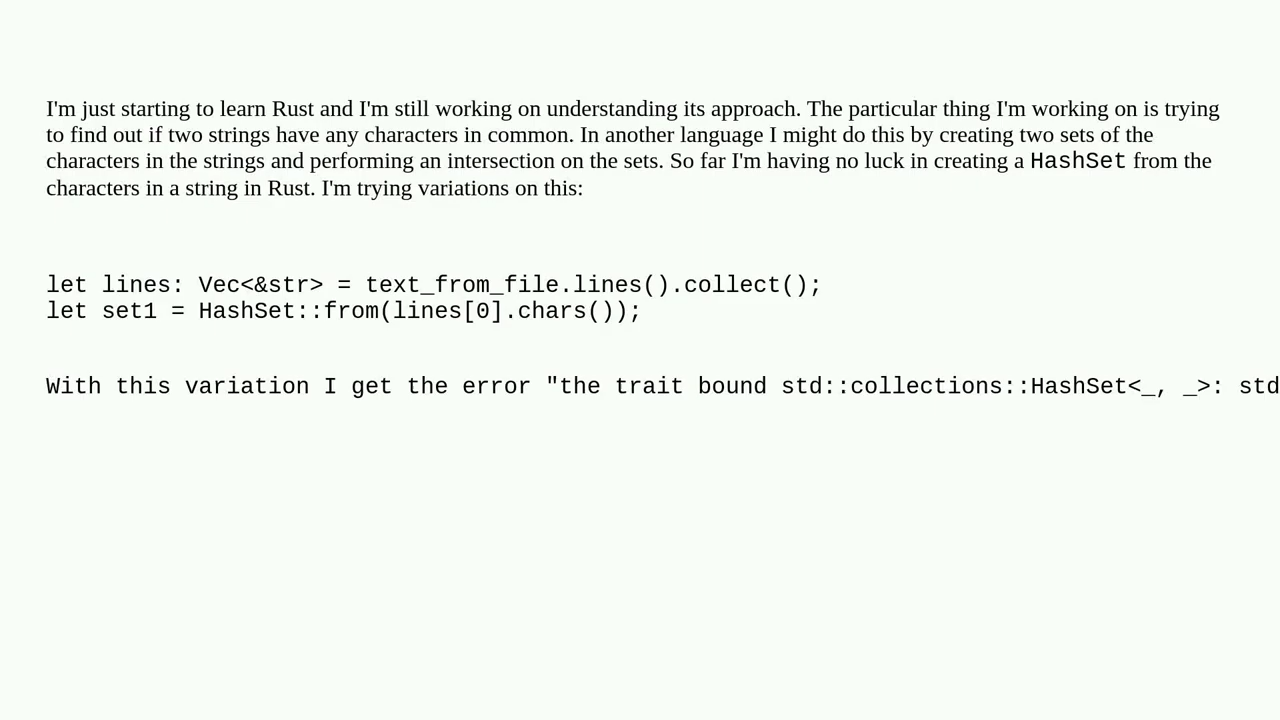 I'm just starting to learn Rust and I'm still working on understanding its approach. The particular thing I'm working on is trying
to find out if two strings have any characters in common. In another language I might do this by creating two sets of the
characters in the strings and performing an intersection on the sets. So far I'm having no luck in creating a HashSet from the
characters in a string in Rust. I'm trying variations on this:
let lines: Vec<&str> = text_from_file.lines().collect();
let set1 = HashSet::from(lines[0].chars());
With this variation I get the error "the trait bound std::collections::HashSet<_, _>: std